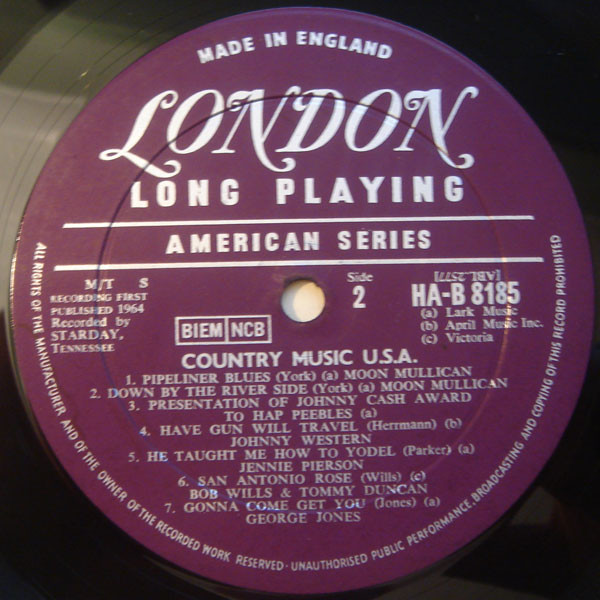 MADE IN ENGLAND
LONDON
LONG PLAYING
AMERICAN SERIES
M/T S
RECORDING FIRST
PUBLISHED 1964
Recorded by
STARDAY,
TENNESSEE
BIEM NCB
Side
2
[ABL.2577]
HA-B 8185
(a) Lark Music
(b) April Music Inc.
(c) Victoria
COUNTRY MUSIC U.S.A.
1. PIPELINER BLUES (York) (a) MOON MULLICAN
2. DOWN BY THE RIVER SIDE (York) (a) MOON MULLICAN
3. PRESENTATION OF JOHNNY CASH AWARD
TO HAP PEEBLES (a)
4. HAVE GUN WILL TRAVEL (Herrmann) (b)
JOHNNY WESTERN
5. HE TAUGHT ME HOW TO YODEL (Parker) (a)
JENNIE PIERSON
6. SAN ANTONIO ROSE (Wills) (c)
BOB WILLS & TOMMY DUNCAN
7. GONNA COME GET YOU (Jones) (a)
GEORGE JONES
ALL RIGHTS OF THE MANUFACTURER AND OF THE OWNER OF THE RECORDED WORK RESERVED · UNAUTHORISED PUBLIC PERFORMANCE, BROADCASTING AND COPYING OF THIS RECORD PROHIBITED